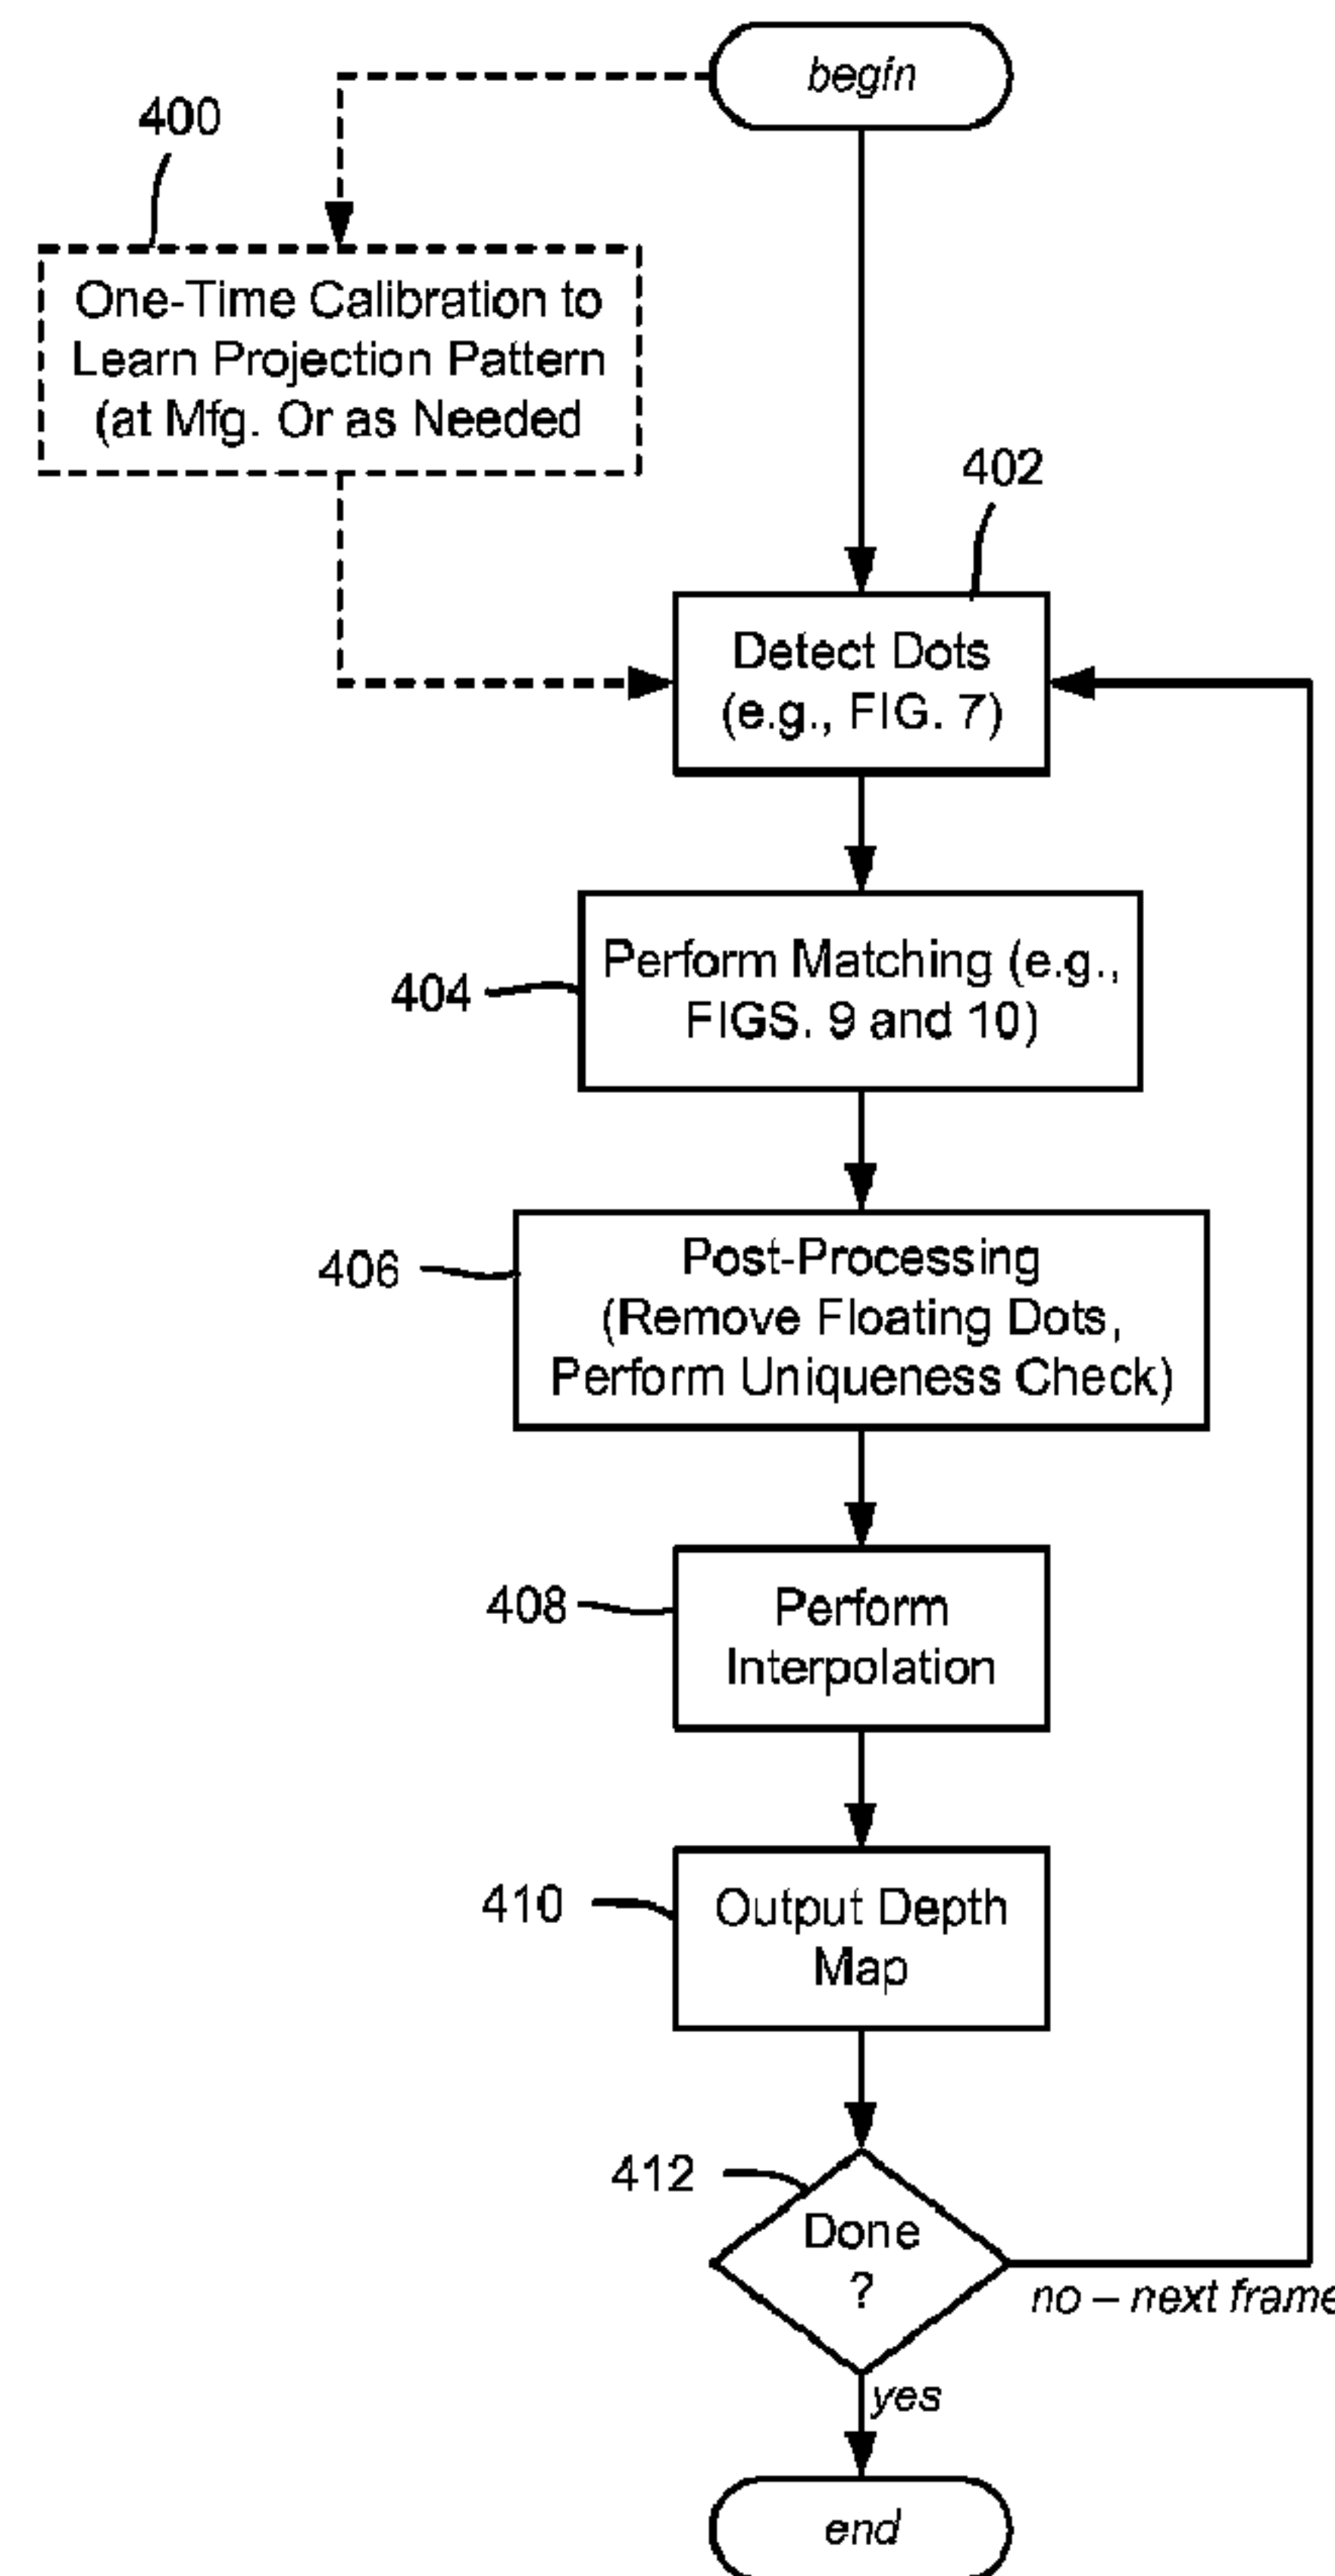 begin
400
One-Time Calibration to
Learn Projection Pattern
(at Mfg. Or as Needed
402
Detect Dots
(e.g., FIG. 7)
404
Perform Matching (e.g.,
FIGS. 9 and 10)
406
Post-Processing
(Remove Floating Dots,
Perform Uniqueness Check)
408
Perform
Interpolation
410
Output Depth
Map
412
Done
?
no – next frame
yes
end